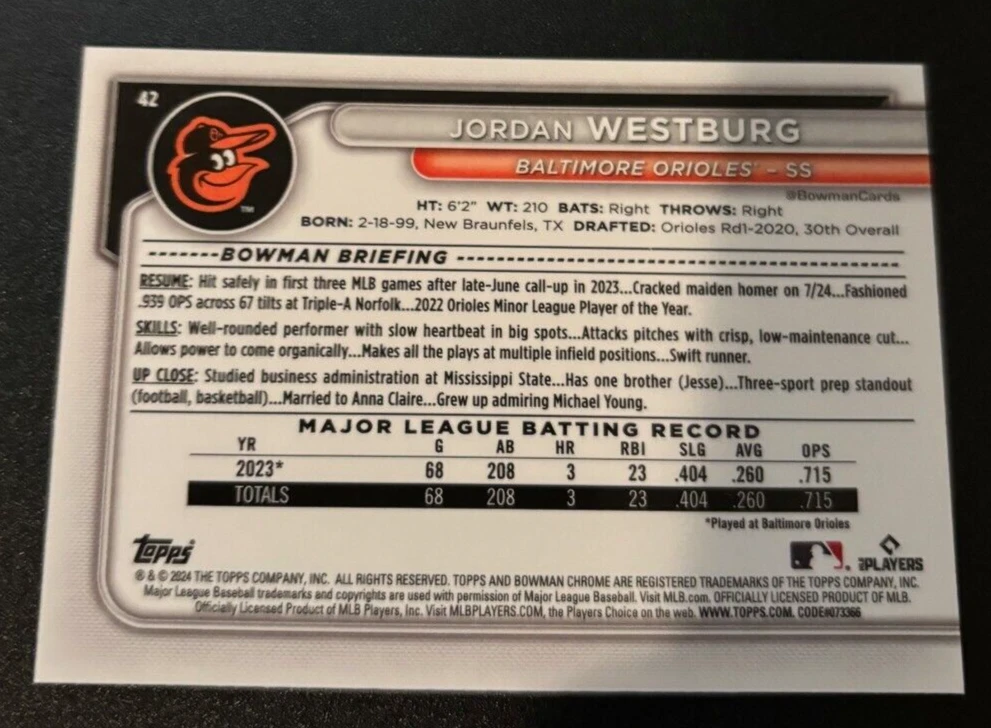 42
JORDAN WESTBURG
BALTIMORE ORIOLES™ – SS
@BowmanCards
HT: 6'2" WT: 210 BATS: Right THROWS: Right
BORN: 2-18-99, New Braunfels, TX DRAFTED: Orioles Rd1-2020, 30th Overall
BOWMAN BRIEFING
RESUME: Hit safely in first three MLB games after late-June call-up in 2023...Cracked maiden homer on 7/24...Fashioned
.939 OPS across 67 tilts at Triple-A Norfolk...2022 Orioles Minor League Player of the Year.
SKILLS: Well-rounded performer with slow heartbeat in big spots...Attacks pitches with crisp, low-maintenance cut...
Allows power to come organically...Makes all the plays at multiple infield positions...Swift runner.
UP CLOSE: Studied business administration at Mississippi State...Has one brother (Jesse)...Three-sport prep standout
(football, basketball)...Married to Anna Claire...Grew up admiring Michael Young.
MAJOR LEAGUE BATTING RECORD
YR G AB HR RBI SLG AVG OPS
2023* 68 208 3 23 .404 .260 .715
TOTALS 68 208 3 23 .404 .260 .715
*Played at Baltimore Orioles
Topps
PLAYERS
® & © 2024 THE TOPPS COMPANY, INC. ALL RIGHTS RESERVED. TOPPS AND BOWMAN CHROME ARE REGISTERED TRADEMARKS OF THE TOPPS COMPANY, INC.
Major League Baseball trademarks and copyrights are used with permission of Major League Baseball. Visit MLB.com. OFFICIALLY LICENSED PRODUCT OF MLB.
Officially Licensed Product of MLB Players, Inc. Visit MLBPLAYERS.COM, the Players Choice on the web. WWW.TOPPS.COM. CODE#073366